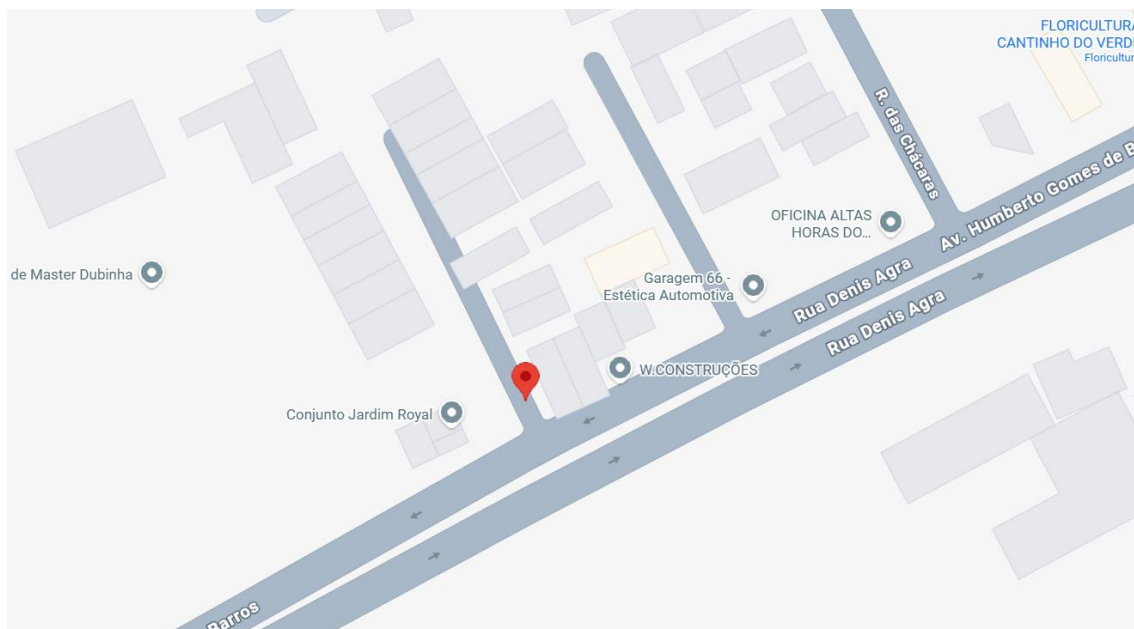 FLORICULTURA
CANTINHO DO VERDE
Floricultur
R. das Chácaras
Av. Humberto Gomes de B
OFICINA ALTAS
HORAS DO...
de Master Dubinha
Garagem 66 -
Estética Automotiva
Rua Denis Agra
Rua Denis Agra
W.CONSTRUÇÕES
Conjunto Jardim Royal
Barros